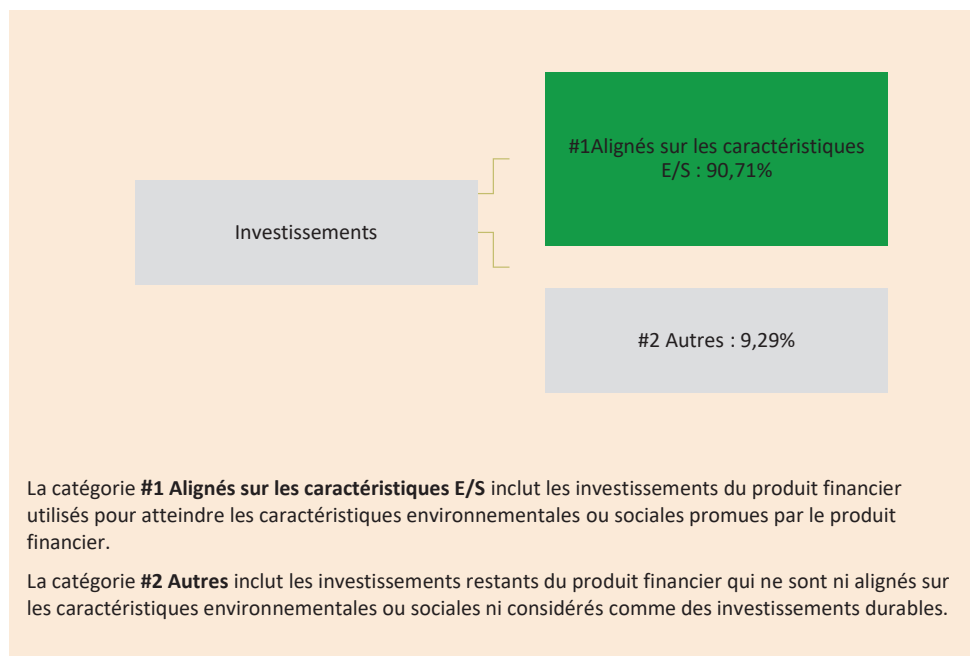 #1Alignés sur les caractéristiques
E/S : 90,71%
Investissements
#2 Autres : 9,29%
La catégorie #1 Alignés sur les caractéristiques E/S inclut les investissements du produit financier
utilisés pour atteindre les caractéristiques environnementales ou sociales promues par le produit
financier.
La catégorie #2 Autres inclut les investissements restants du produit financier qui ne sont ni alignés sur
les caractéristiques environnementales ou sociales ni considérés comme des investissements durables.